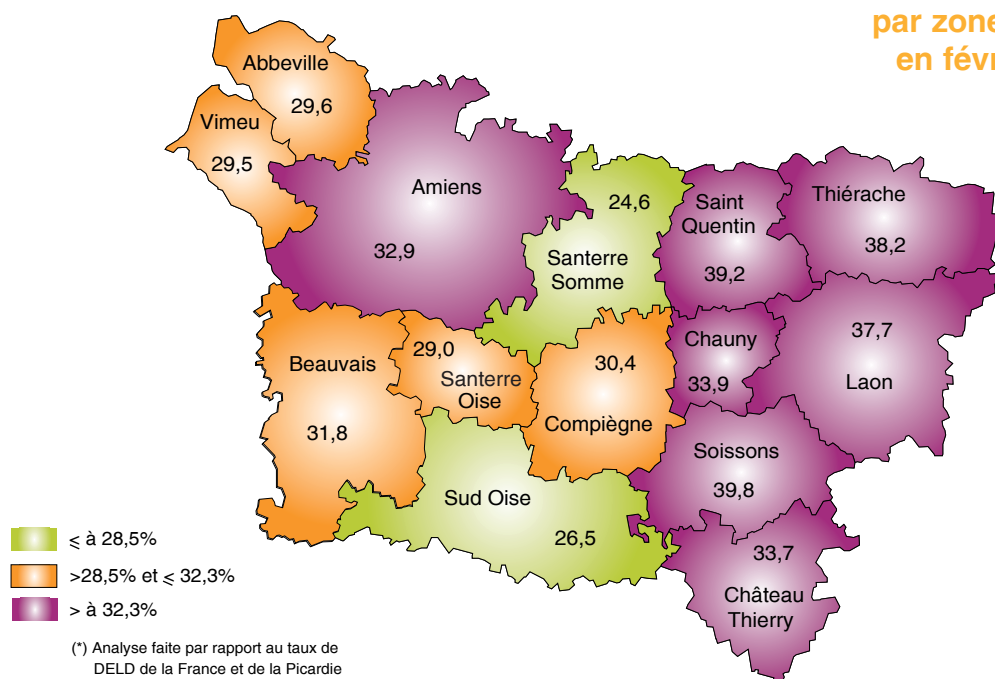 par zone
en févr
Abbeville
29,6
Vimeu
29,5
Amiens
32,9
24,6
Santerre
Somme
Saint
Quentin
39,2
Thiérache
38,2
Beauvais
31,8
29,0
Santerre
Oise
30,4
Compiègne
Chauny
33,9
37,7
Laon
Soissons
39,8
Sud Oise
26,5
33,7
Château
Thierry
⩽ à 28,5%
>28,5% et ⩽ 32,3%
> à 32,3%
(*) Analyse faite par rapport au taux de
DELD de la France et de la Picardie